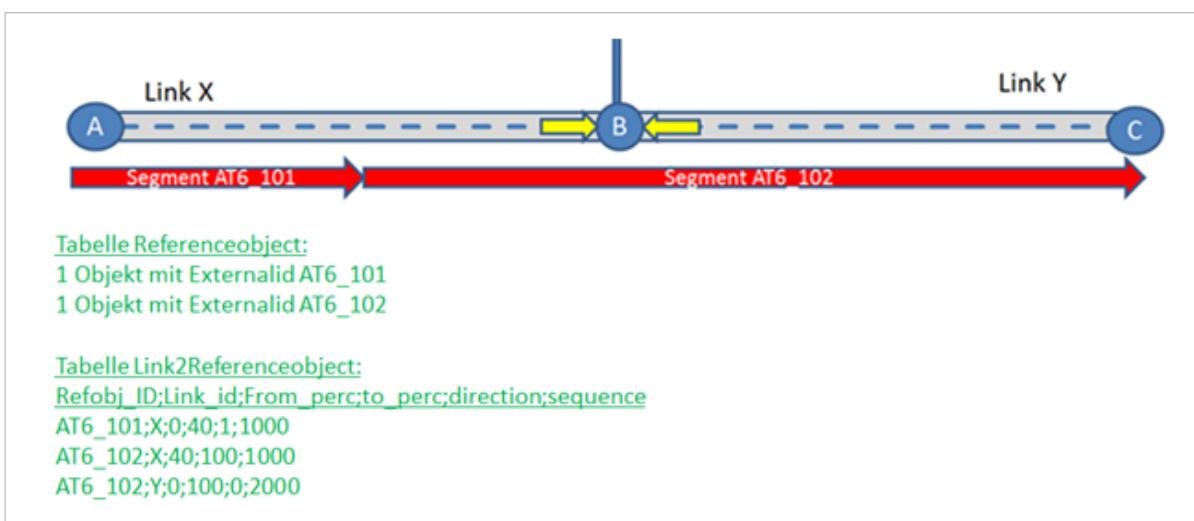 Link X
Link Y
A
B
C
Segment AT6_101
Segment AT6_102
Tabelle Referenceobject:
1 Objekt mit Externalid AT6_101
1 Objekt mit Externalid AT6_102
Tabelle Link2Referenceobject:
Refobj_ID;Link_id;From_perc;to_perc;direction;sequence
AT6_101;X;0;40;1;1000
AT6_102;X;40;100;1000
AT6_102;Y;0;100;0;2000